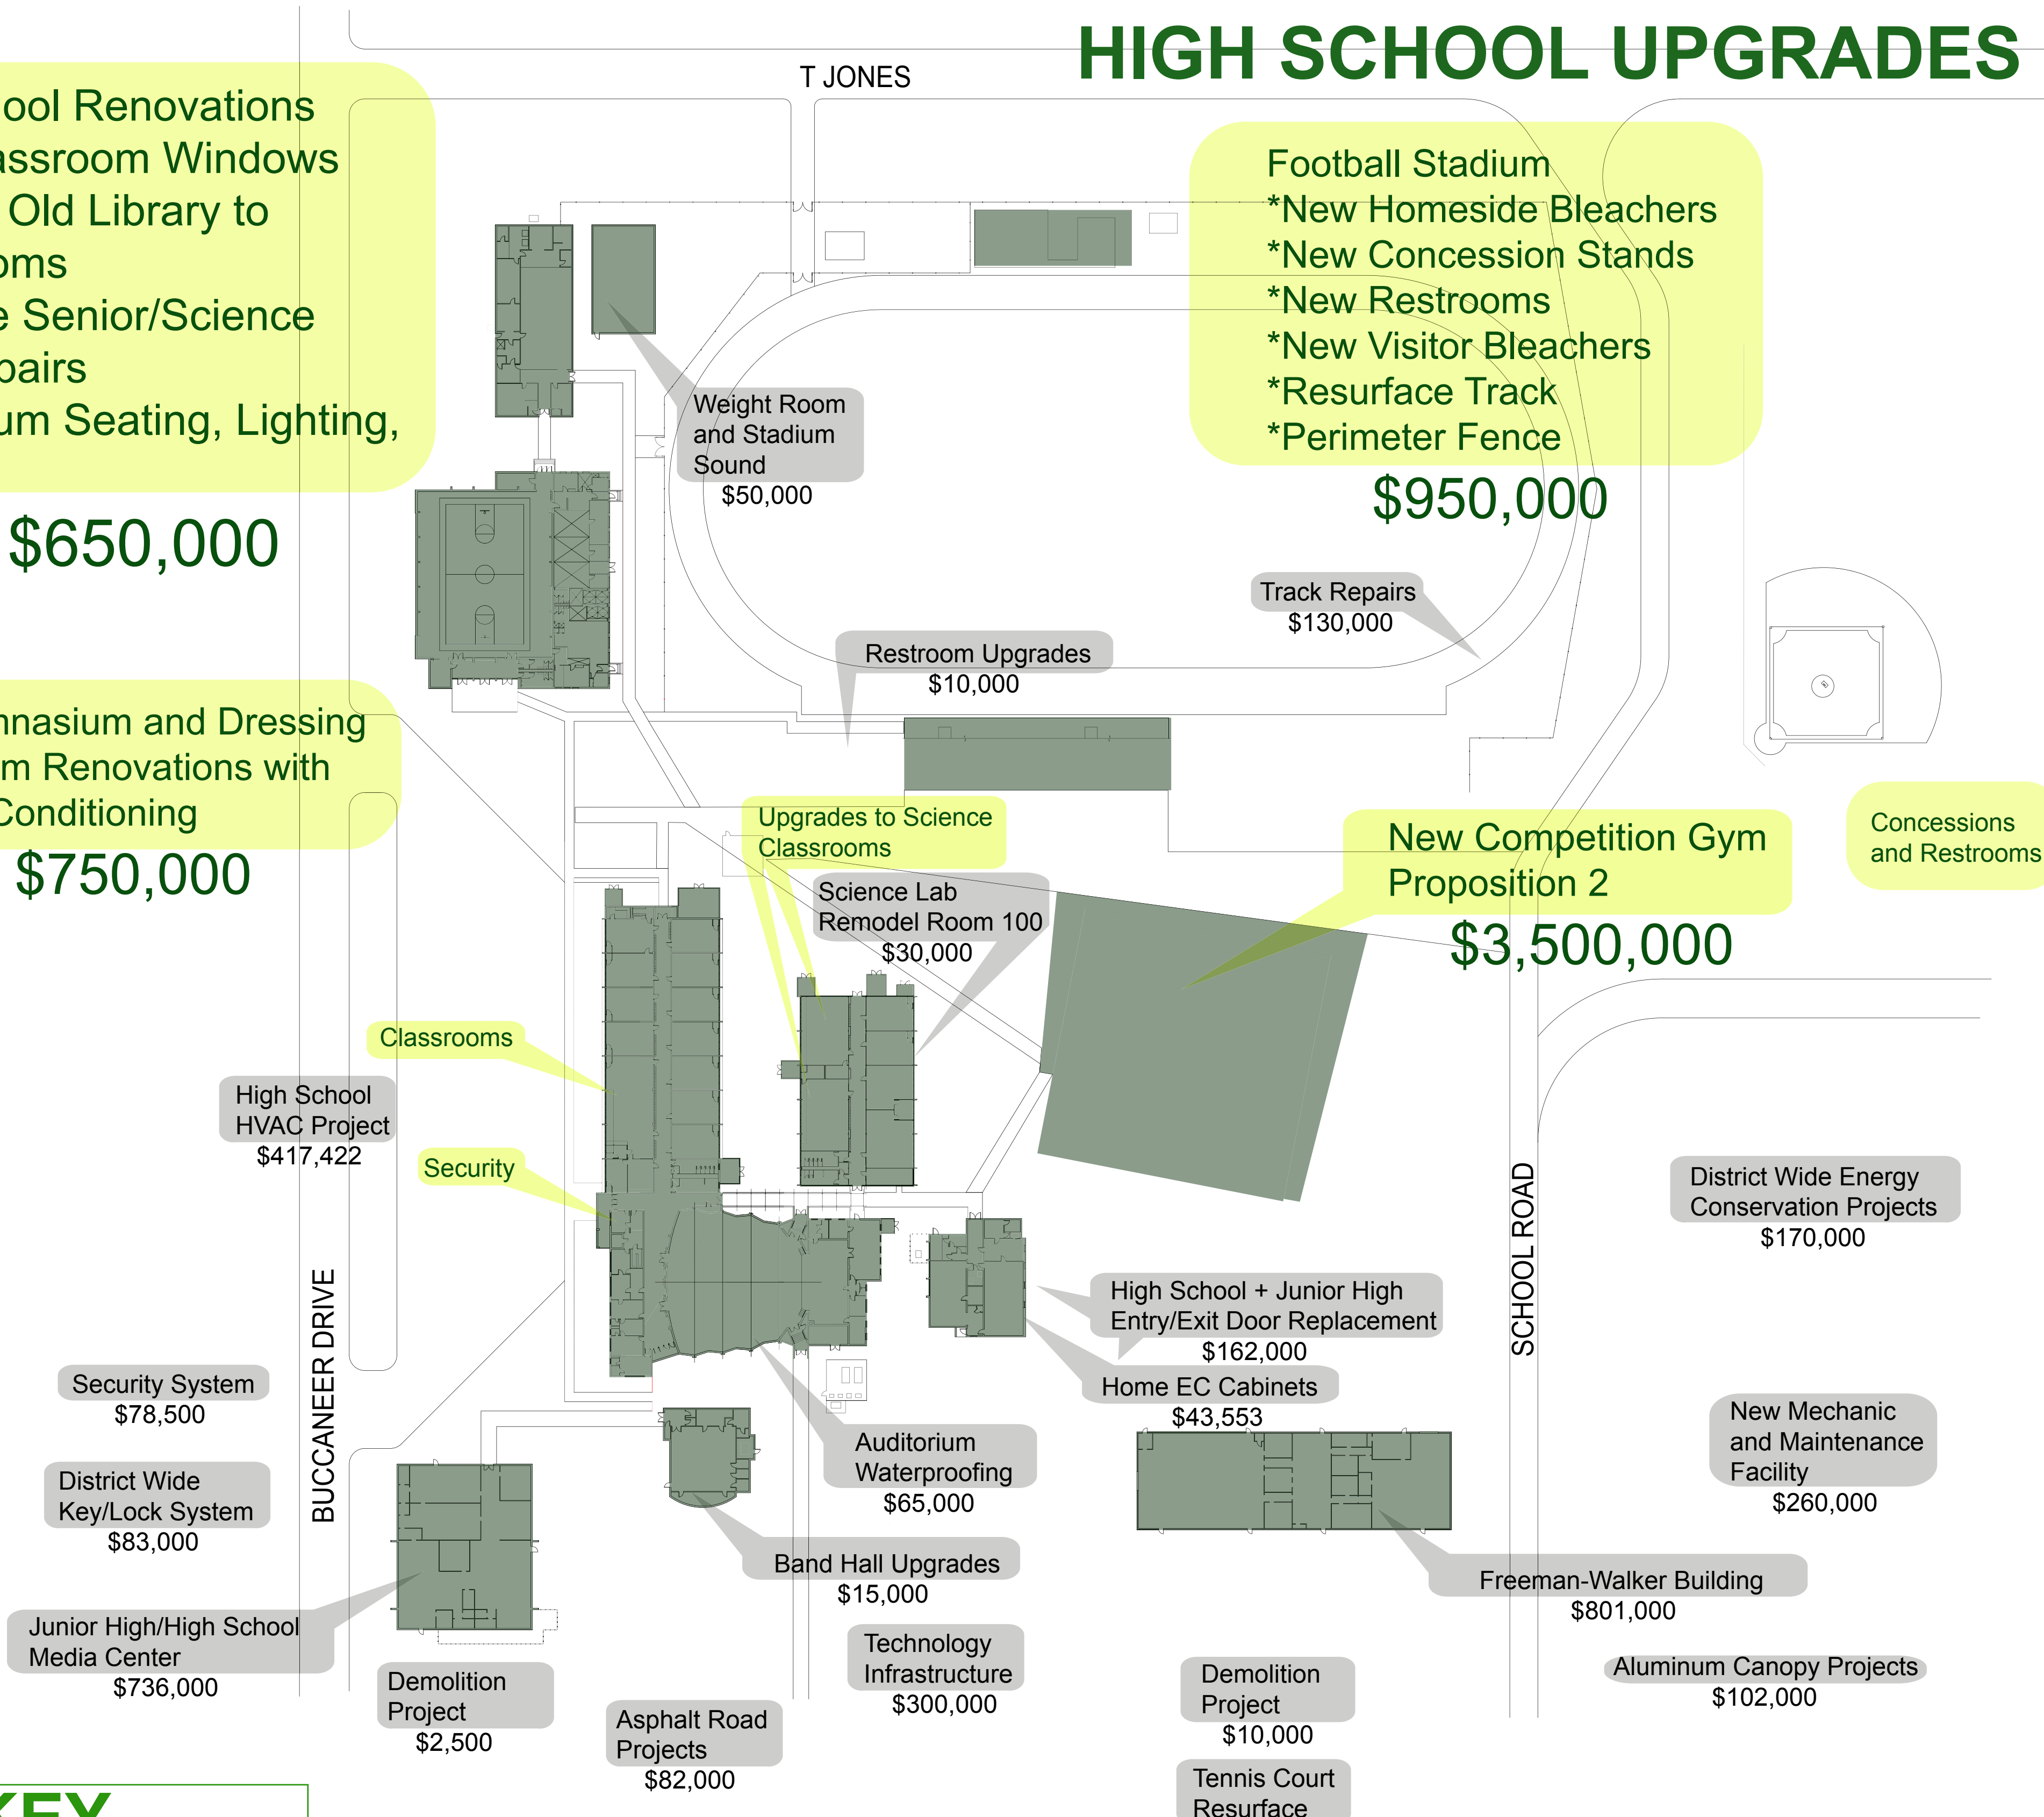 HIGH SCHOOL UPGRADES
T JONES
ool Renovations
assroom Windows
Old Library to
oms
e Senior/Science
pairs
um Seating, Lighting,
$650,000
Football Stadium
*New Homeside Bleachers
*New Concession Stands
*New Restrooms
*New Visitor Bleachers
*Resurface Track
*Perimeter Fence
$950,000
Weight Room
and Stadium
Sound
$50,000
Track Repairs
$130,000
Restroom Upgrades
$10,000
nasium and Dressing
m Renovations with
Conditioning
$750,000
Upgrades to Science
Classrooms
New Competition Gym
Proposition 2
$3,500,000
Concessions
and Restrooms
Science Lab
Remodel Room 100
$30,000
Classrooms
High School
HVAC Project
$417,422
Security
District Wide Energy
Conservation Projects
$170,000
SCHOOL ROAD
BUCCANEER DRIVE
High School + Junior High
Entry/Exit Door Replacement
$162,000
Home EC Cabinets
$43,553
Security System
$78,500
New Mechanic
and Maintenance
Facility
$260,000
Auditorium
Waterproofing
$65,000
District Wide
Key/Lock System
$83,000
Band Hall Upgrades
$15,000
Freeman-Walker Building
$801,000
Junior High/High School
Media Center
$736,000
Technology
Infrastructure
$300,000
Demolition
Project
$2,500
Demolition
Project
$10,000
Aluminum Canopy Projects
$102,000
Asphalt Road
Projects
$82,000
Tennis Court
Resurface
KEY